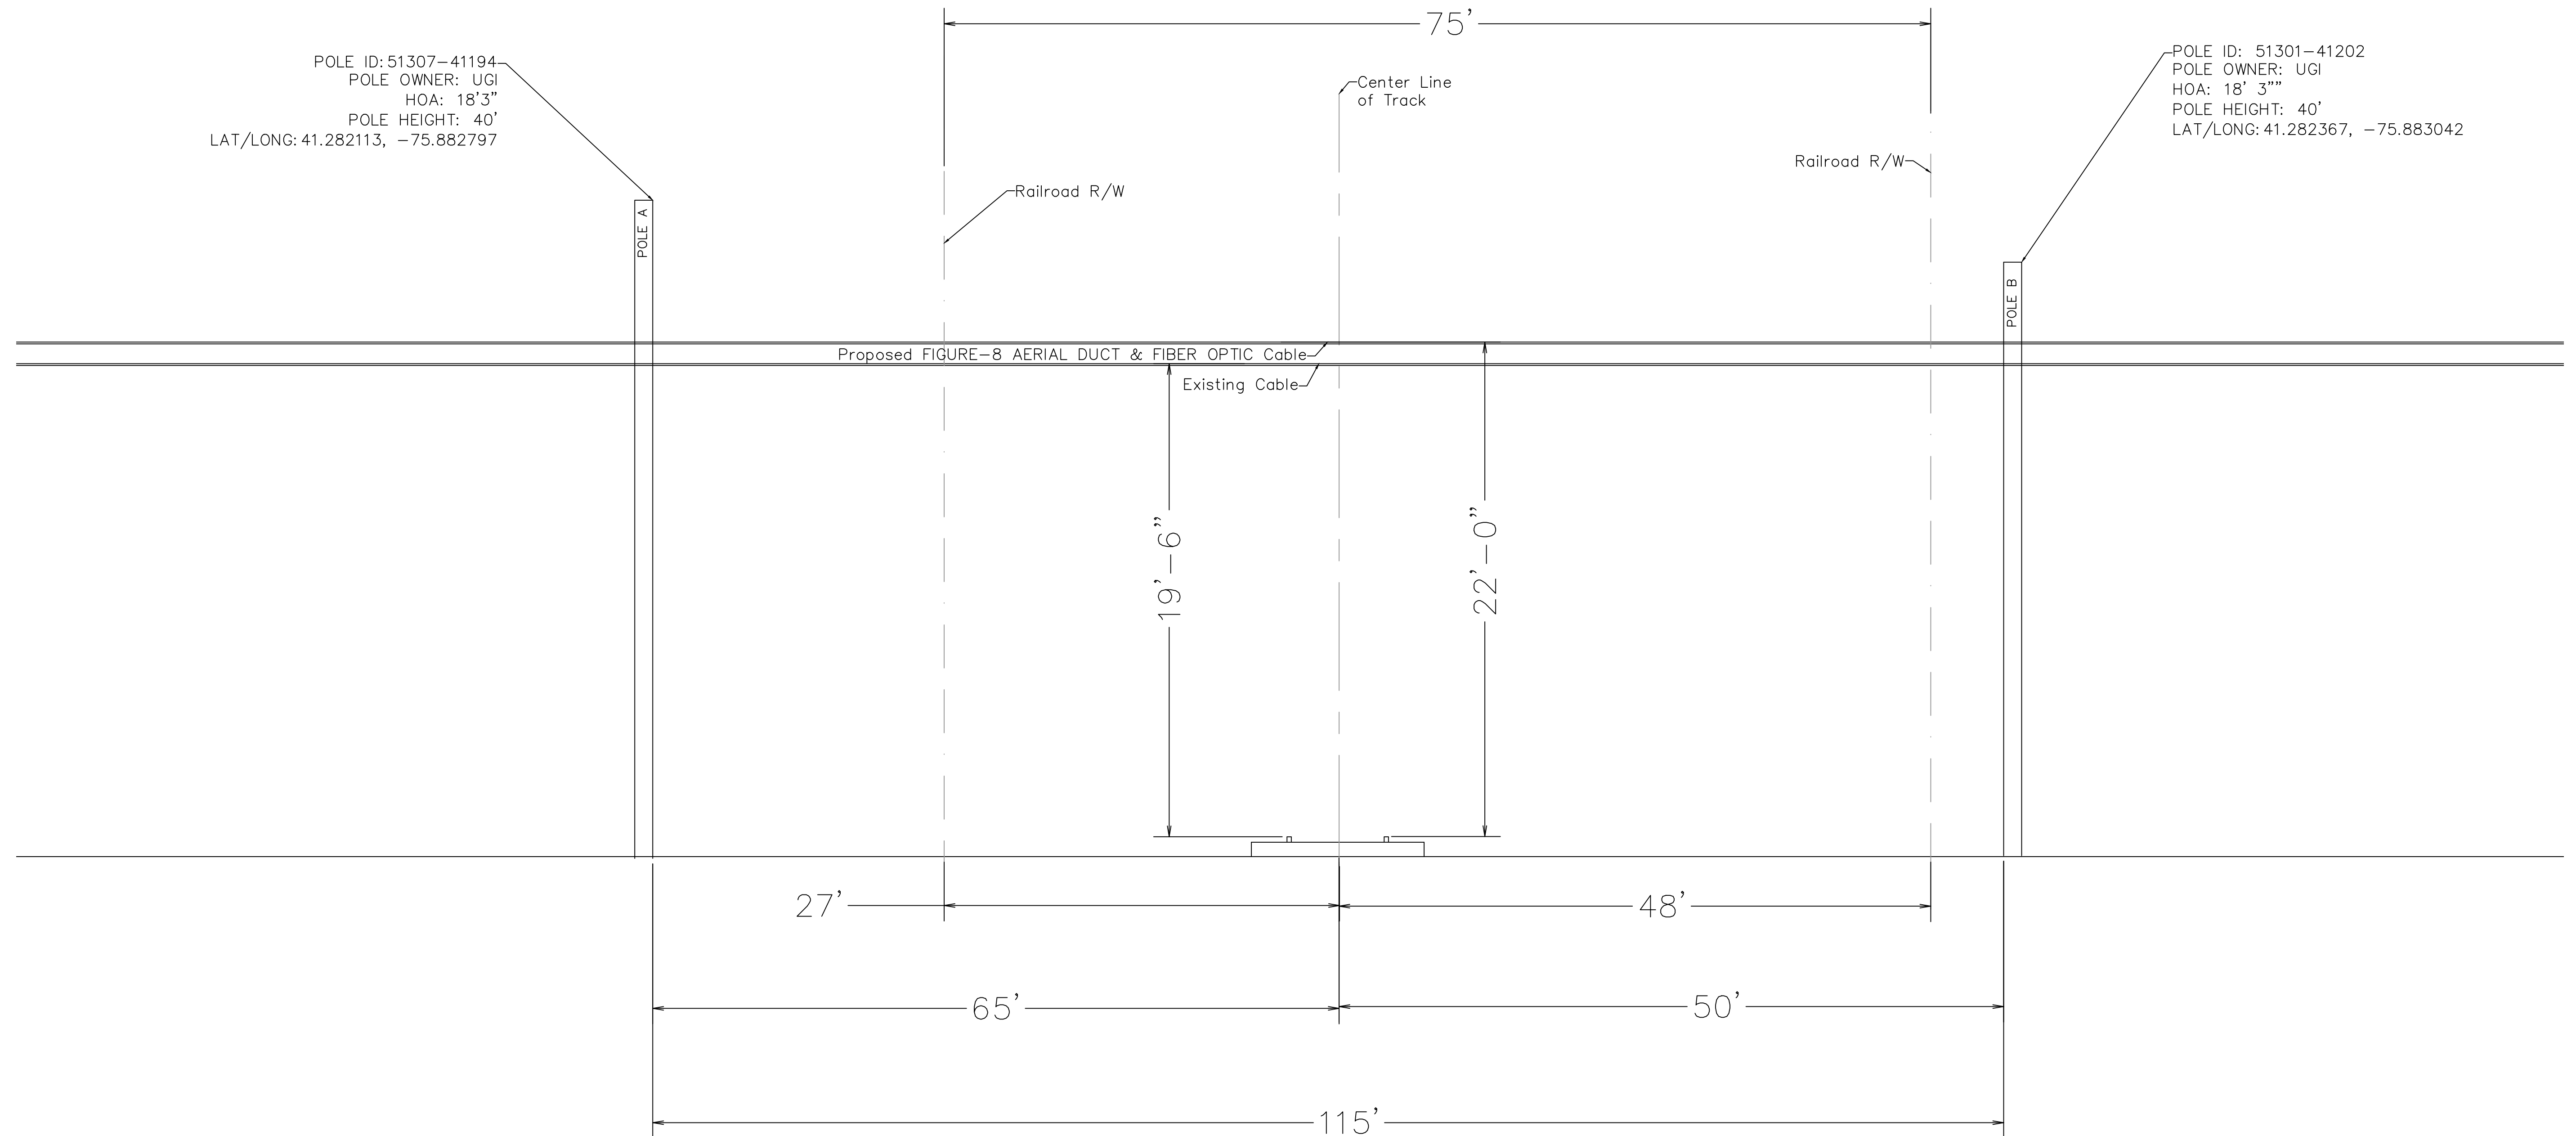 75'
POLE ID:51307-41194
POLE OWNER: UGI
HOA: 18'3"
POLE HEIGHT: 40'
LAT/LONG:41.282113, -75.882797
Center Line
of Track
POLE ID: 51301-41202
POLE OWNER: UGI
HOA: 18' 3""
POLE HEIGHT: 40'
LAT/LONG:41.282367, -75.883042
Railroad R/W
Railroad R/W
POLE A
POLE B
Proposed FIGURE-8 AERIAL DUCT & FIBER OPTIC Cable
Existing Cable
19'-6"
22'-0"
27'
48'
65'
50'
115'